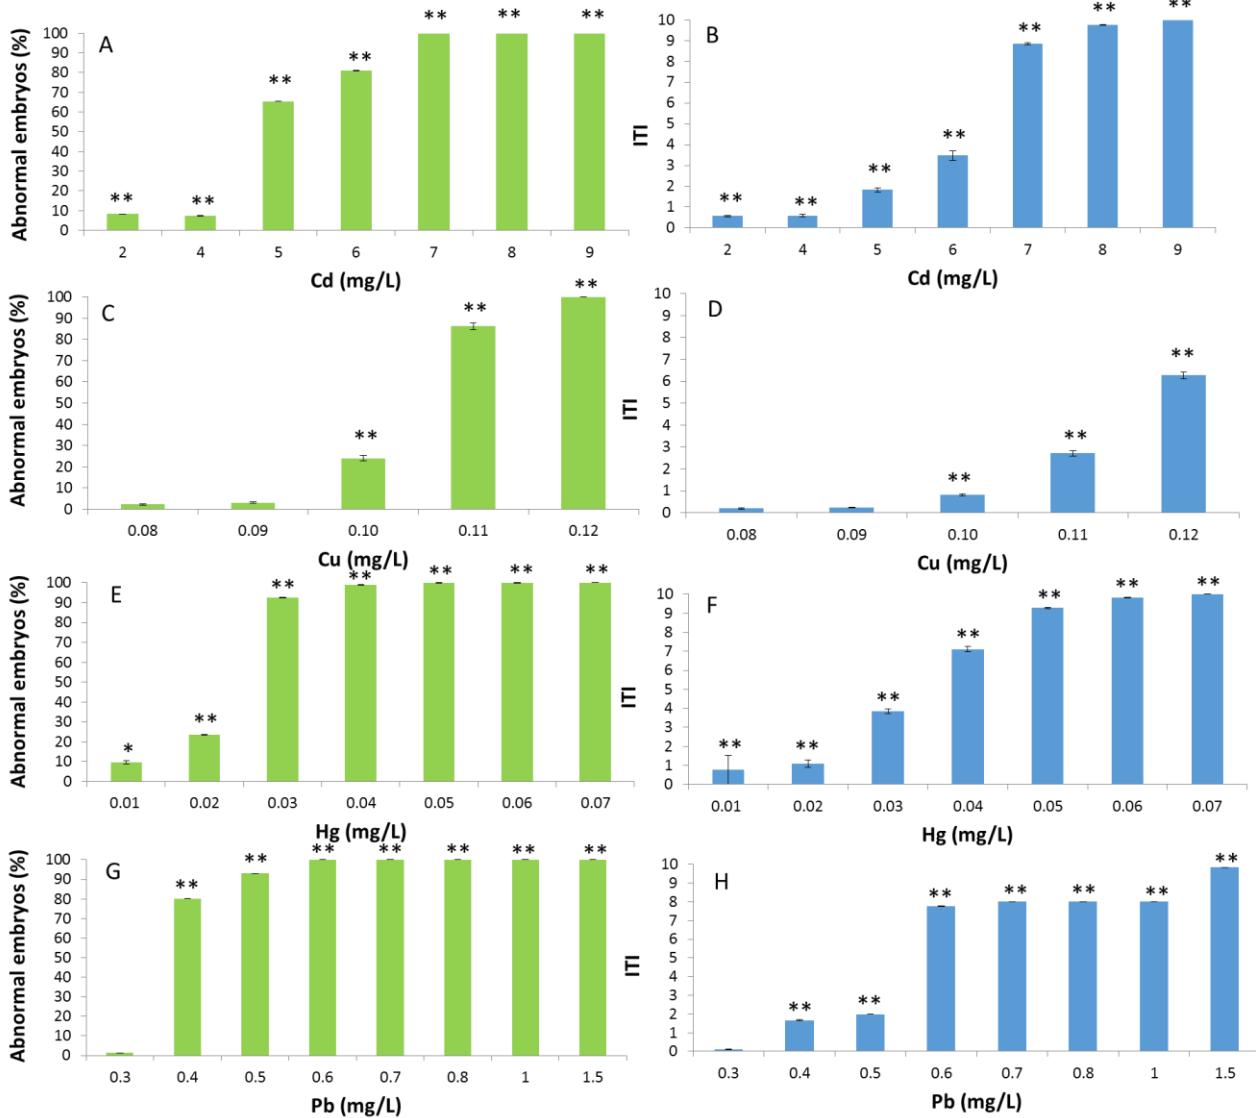 A
Abnormal embryos (%)
100
90
80
70
60
50
40
30
20
10
0
** ** ** ** ** ** **
2 4 5 6 7 8 9
Cd (mg/L)
B
ITI
10
9
8
7
6
5
4
3
2
1
0
** ** ** ** ** ** **
2 4 5 6 7 8 9
Cd (mg/L)
C
Abnormal embryos (%)
100
90
80
70
60
50
40
30
20
10
0
** ** **
0.08 0.09 0.10 0.11 0.12
Cu (mg/L)
D
ITI
10
9
8
7
6
5
4
3
2
1
0
** ** **
0.08 0.09 0.10 0.11 0.12
Cu (mg/L)
E
Abnormal embryos (%)
100
90
80
70
60
50
40
30
20
10
0
* ** ** ** ** ** **
0.01 0.02 0.03 0.04 0.05 0.06 0.07
Hg (mg/L)
F
ITI
10
9
8
7
6
5
4
3
2
1
0
** ** ** ** ** ** **
0.01 0.02 0.03 0.04 0.05 0.06 0.07
Hg (mg/L)
G
Abnormal embryos (%)
100
90
80
70
60
50
40
30
20
10
0
** ** ** ** ** ** **
0.3 0.4 0.5 0.6 0.7 0.8 1 1.5
Pb (mg/L)
H
ITI
10
9
8
7
6
5
4
3
2
1
0
** ** ** ** ** ** **
0.3 0.4 0.5 0.6 0.7 0.8 1 1.5
Pb (mg/L)